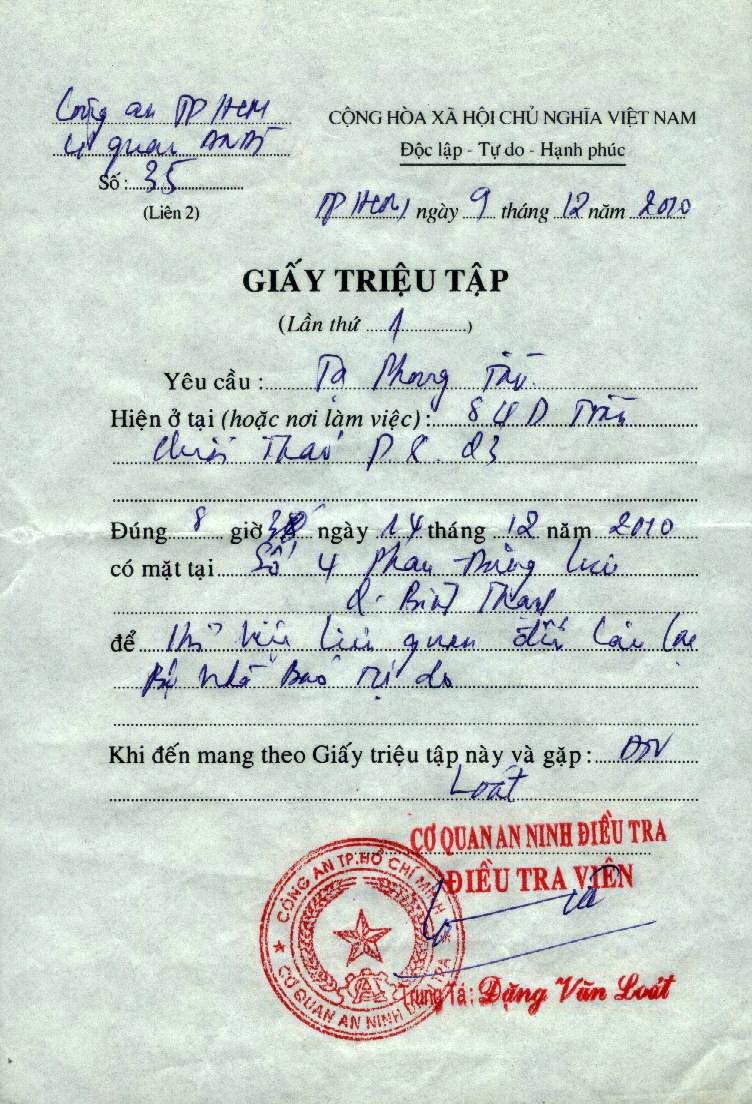 Công an TP HCM
CỘNG HÒA XÃ HỘI CHỦ NGHĨA VIỆT NAM
Cơ quan ANĐT
Độc lập - Tự do - Hạnh phúc
Số : 35
(Liên 2)
TP HCM, ngày 9 tháng 12 năm 2010
GIẤY TRIỆU TẬP
(Lần thứ 1)
Yêu cầu : Tạ Phong Tần
Hiện ở tại (hoặc nơi làm việc) : 84D Trần
P8 Q3
Đúng 8 giờ ngày 14 tháng 12 năm 2010
có mặt tại Số 4 Phan Đăng Lưu
Q. Bình Thạnh
để liên quan đến Câu lạc
Bộ Nhà Báo Tự do
Khi đến mang theo Giấy triệu tập này và gặp : ĐTV
Loát
CƠ QUAN AN NINH ĐIỀU TRA
ĐIỀU TRA VIÊN
CÔNG AN TP.HỒ CHÍ MINH
CƠ QUAN AN NINH
Trung Tá : Đặng Văn Loát